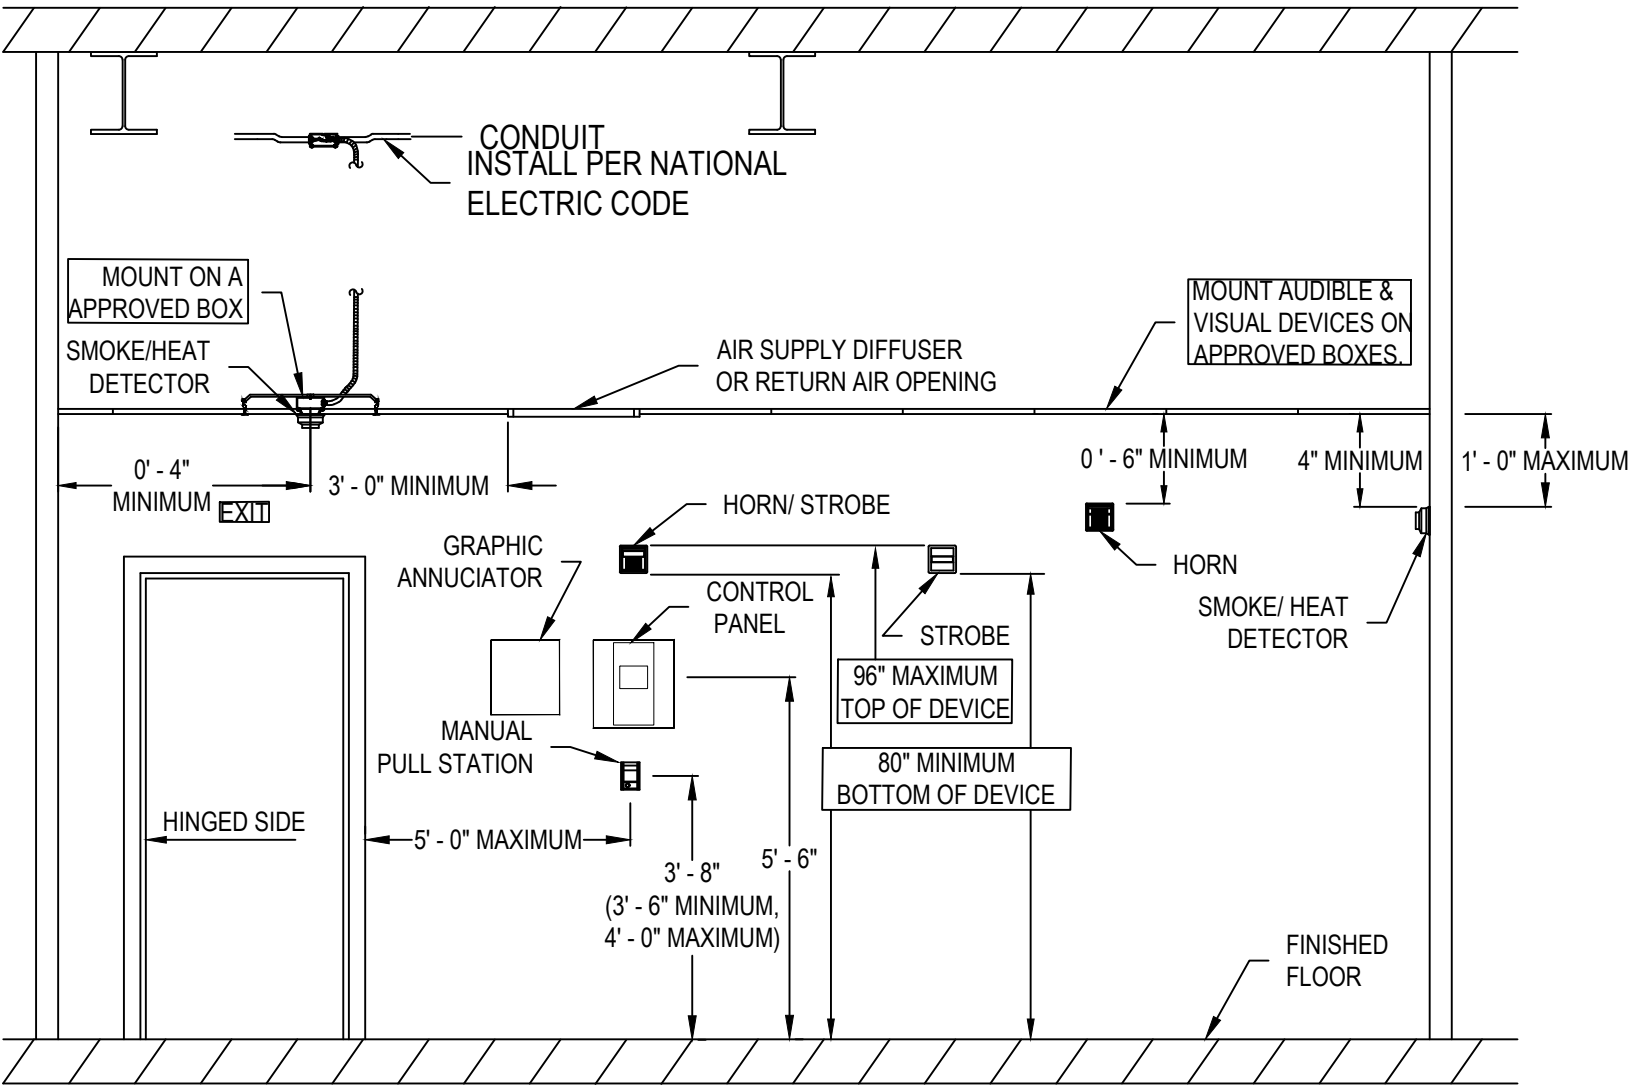 CONDUIT
INSTALL PER NATIONAL
ELECTRIC CODE
MOUNT ON A
APPROVED BOX
SMOKE/HEAT
DETECTOR
AIR SUPPLY DIFFUSER
OR RETURN AIR OPENING
MOUNT AUDIBLE &
VISUAL DEVICES ON
APPROVED BOXES.
0' - 4"
MINIMUM
3' - 0" MINIMUM
0 ' - 6" MINIMUM
4" MINIMUM
1' - 0" MAXIMUM
EXIT
HORN/ STROBE
GRAPHIC
ANNUCIATOR
CONTROL
PANEL
STROBE
HORN
SMOKE/ HEAT
DETECTOR
96" MAXIMUM
TOP OF DEVICE
MANUAL
PULL STATION
80" MINIMUM
BOTTOM OF DEVICE
HINGED SIDE
5' - 0" MAXIMUM
3' - 8"
(3' - 6" MINIMUM,
4' - 0" MAXIMUM)
5' - 6"
FINISHED
FLOOR